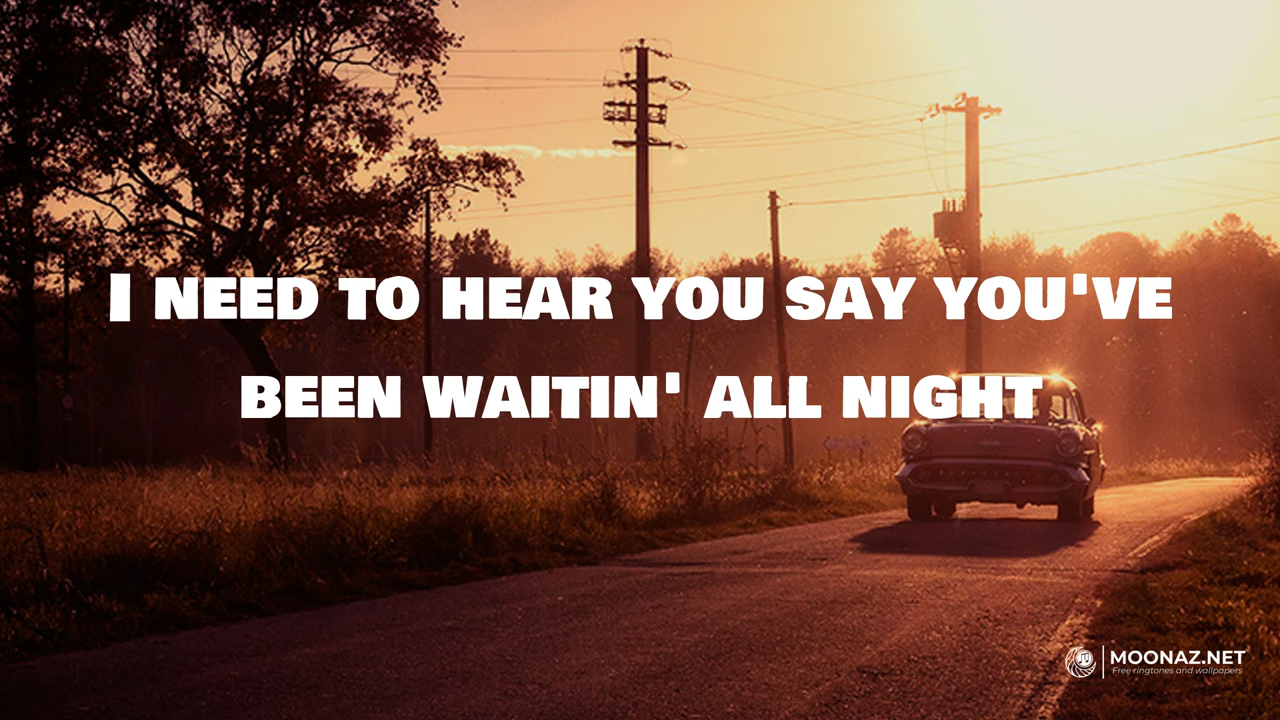 I NEED TO HEAR YOU SAY YOU'VE
BEEN WAITIN' ALL NIGHT
MOONAZ.NET
Free ringtones and wallpapers